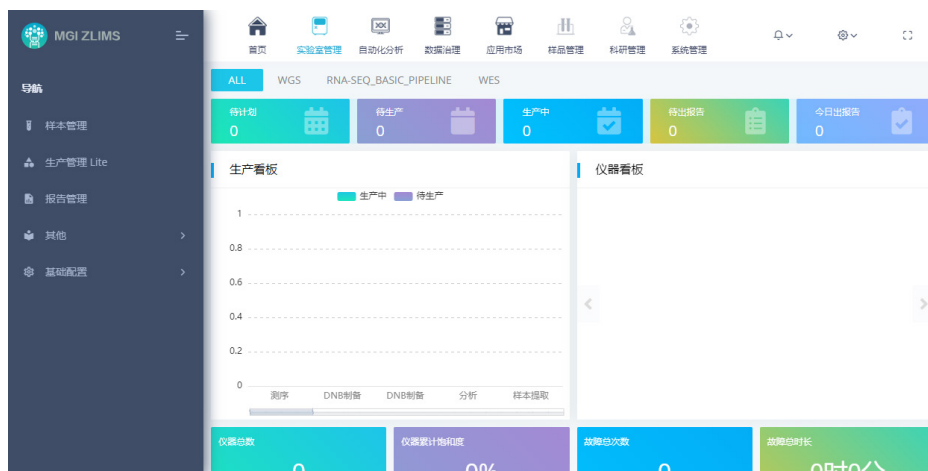 MGI ZLIMS
首页 实验室管理 自动化分析 数据治理 应用市场 样品管理 科研管理 系统管理
导航
样本管理
生产管理 Lite
报告管理
其他
基础配置
ALL WGS RNA-SEQ_BASIC_PIPELINE WES
待计划 待生产 生产中 待出报告 今日出报告
0 0 0 0 0
生产看板
生产中 待生产
1
0.8
0.6
0.4
0.2
0
测序 DNB制备 DNB制备 分析 样本提取
仪器看板
仪器总数 仪器累计饱和度 故障总次数 故障总时长
0 0% 0 0时0分